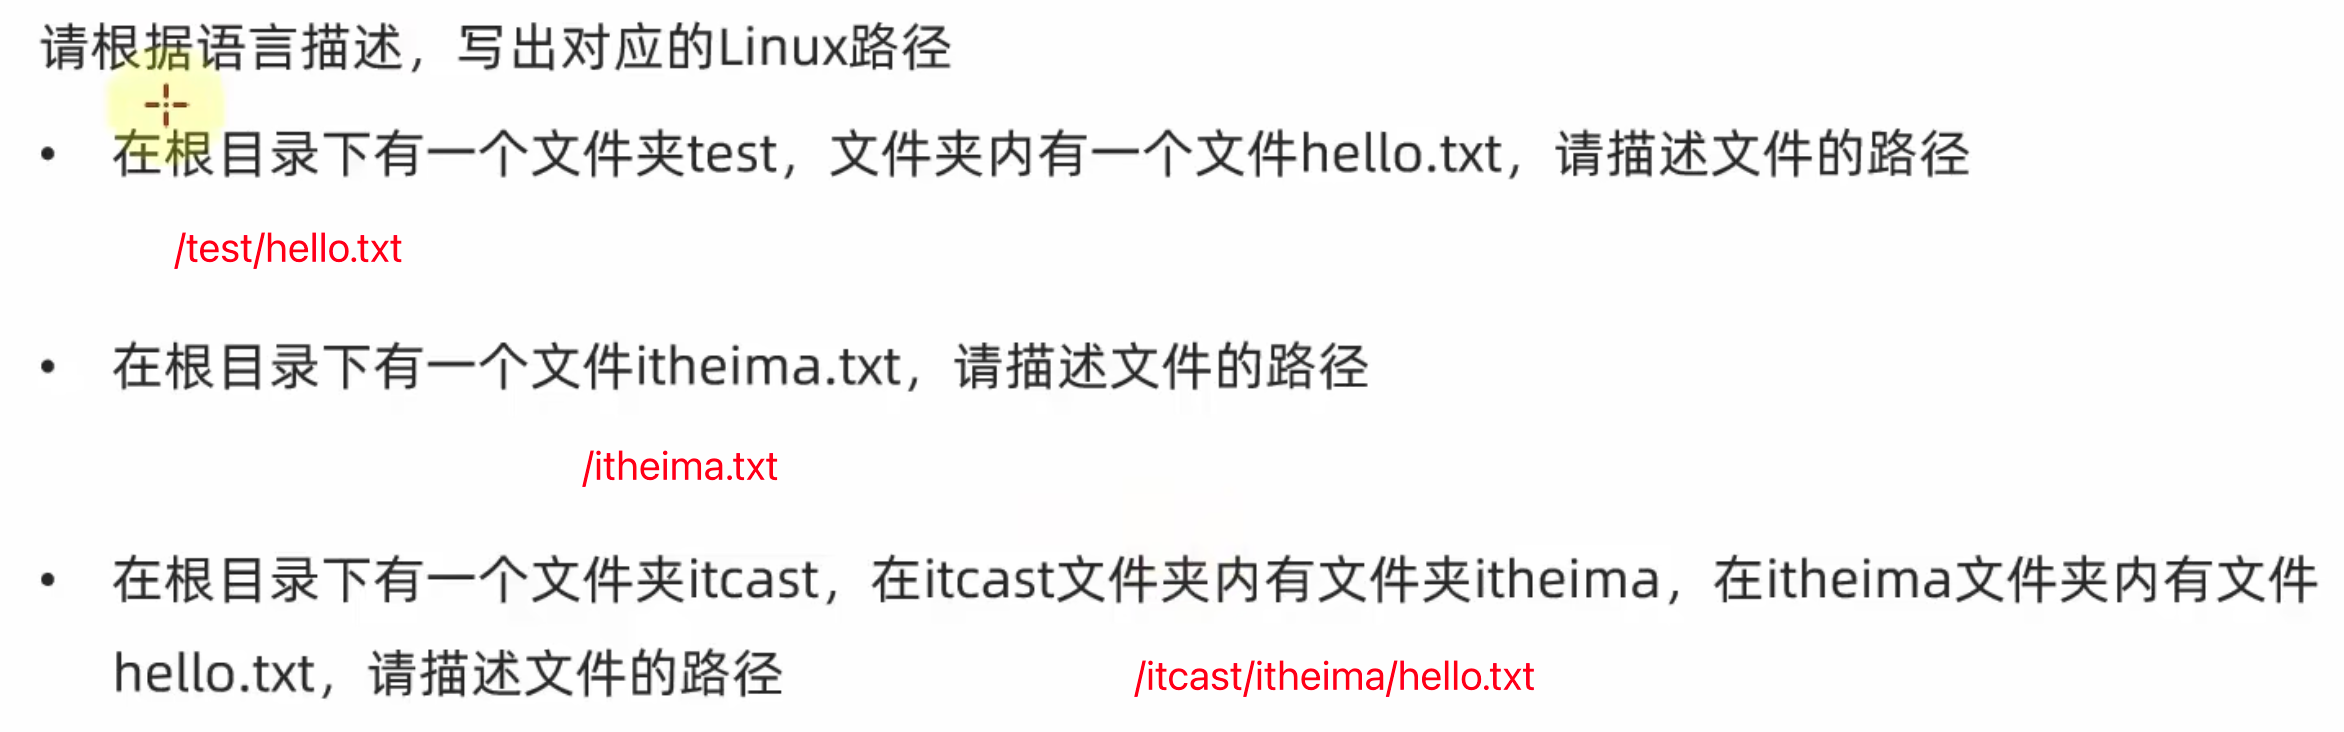 请根据语言描述，写出对应的Linux路径
• 在根目录下有一个文件夹test，文件夹内有一个文件hello.txt，请描述文件的路径
/test/hello.txt
• 在根目录下有一个文件itheima.txt，请描述文件的路径
/itheima.txt
• 在根目录下有一个文件夹itcast，在itcast文件夹内有文件夹itheima，在itheima文件夹内有文件
hello.txt，请描述文件的路径
/itcast/itheima/hello.txt